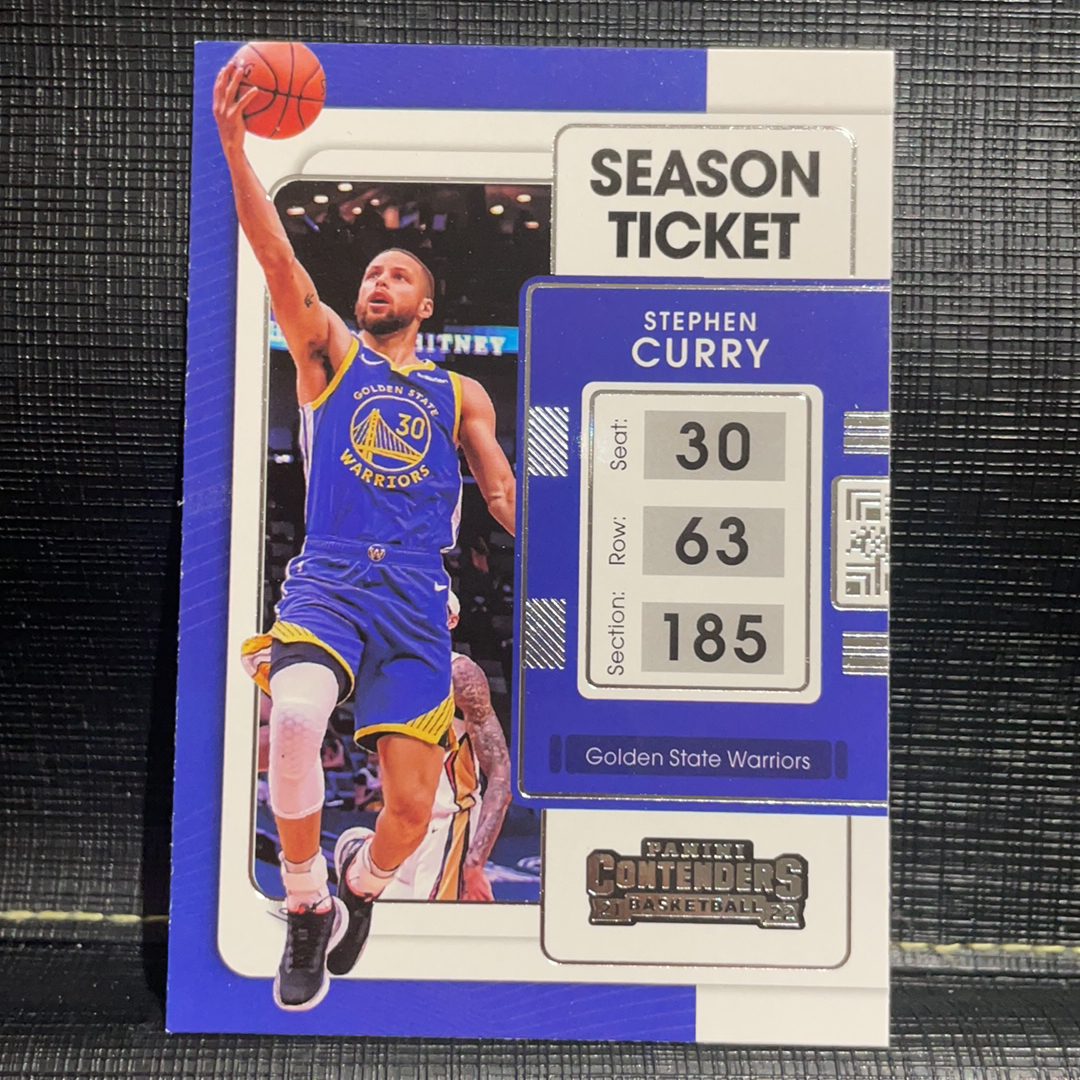 SEASON
TICKET
STEPHEN
CURRY
Seat: 30
Row: 63
Section: 185
Golden State Warriors
PANINI
CONTENDERS
21 BASKETBALL 22
GOLDEN STATE
30
WARRIORS